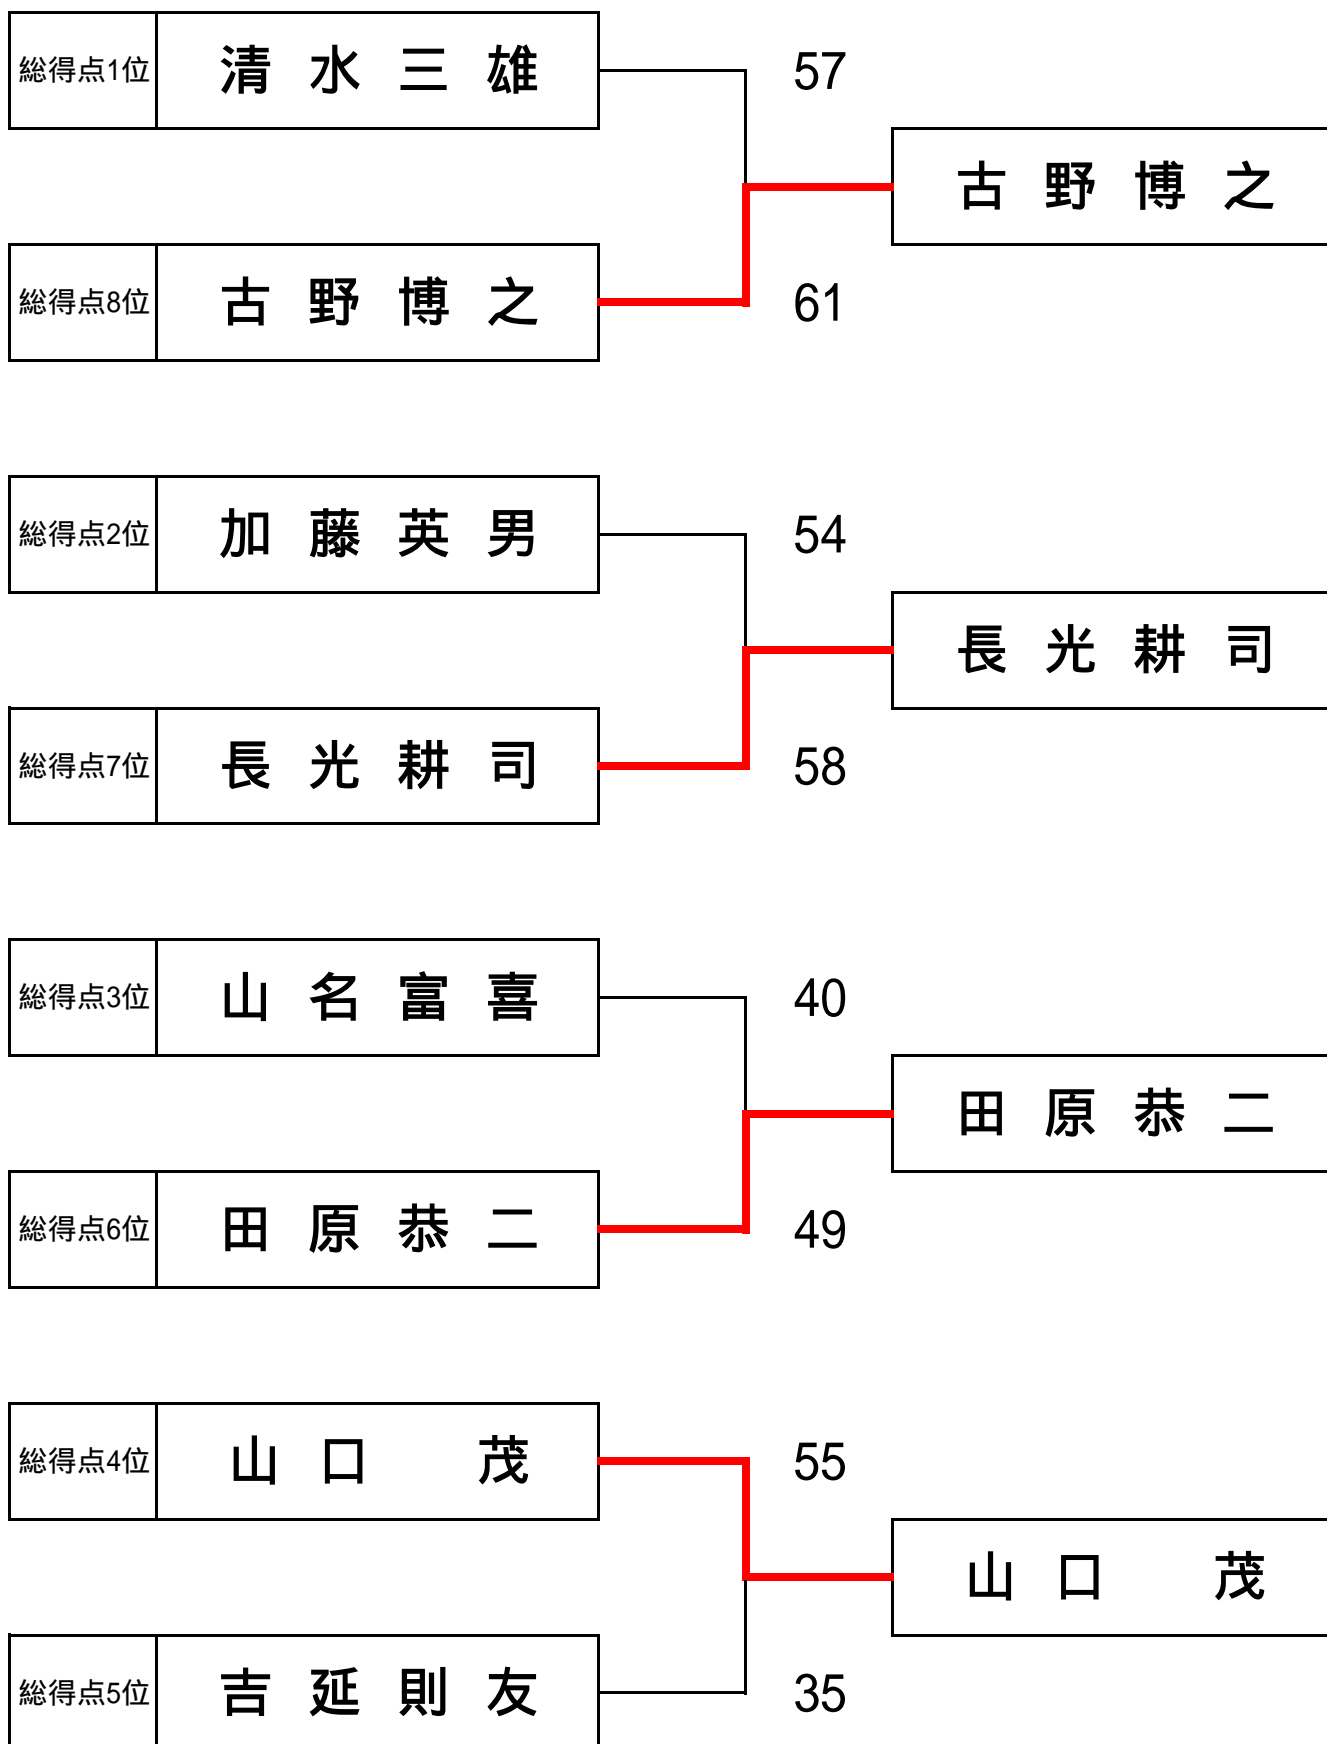 総得点1位 清水三雄 57
古野博之
総得点8位 古野博之 61
総得点2位 加藤英男 54
長光耕司
総得点7位 長光耕司 58
総得点3位 山名富喜 40
田原恭二
総得点6位 田原恭二 49
総得点4位 山口 茂 55
山口 茂
総得点5位 吉延則友 35